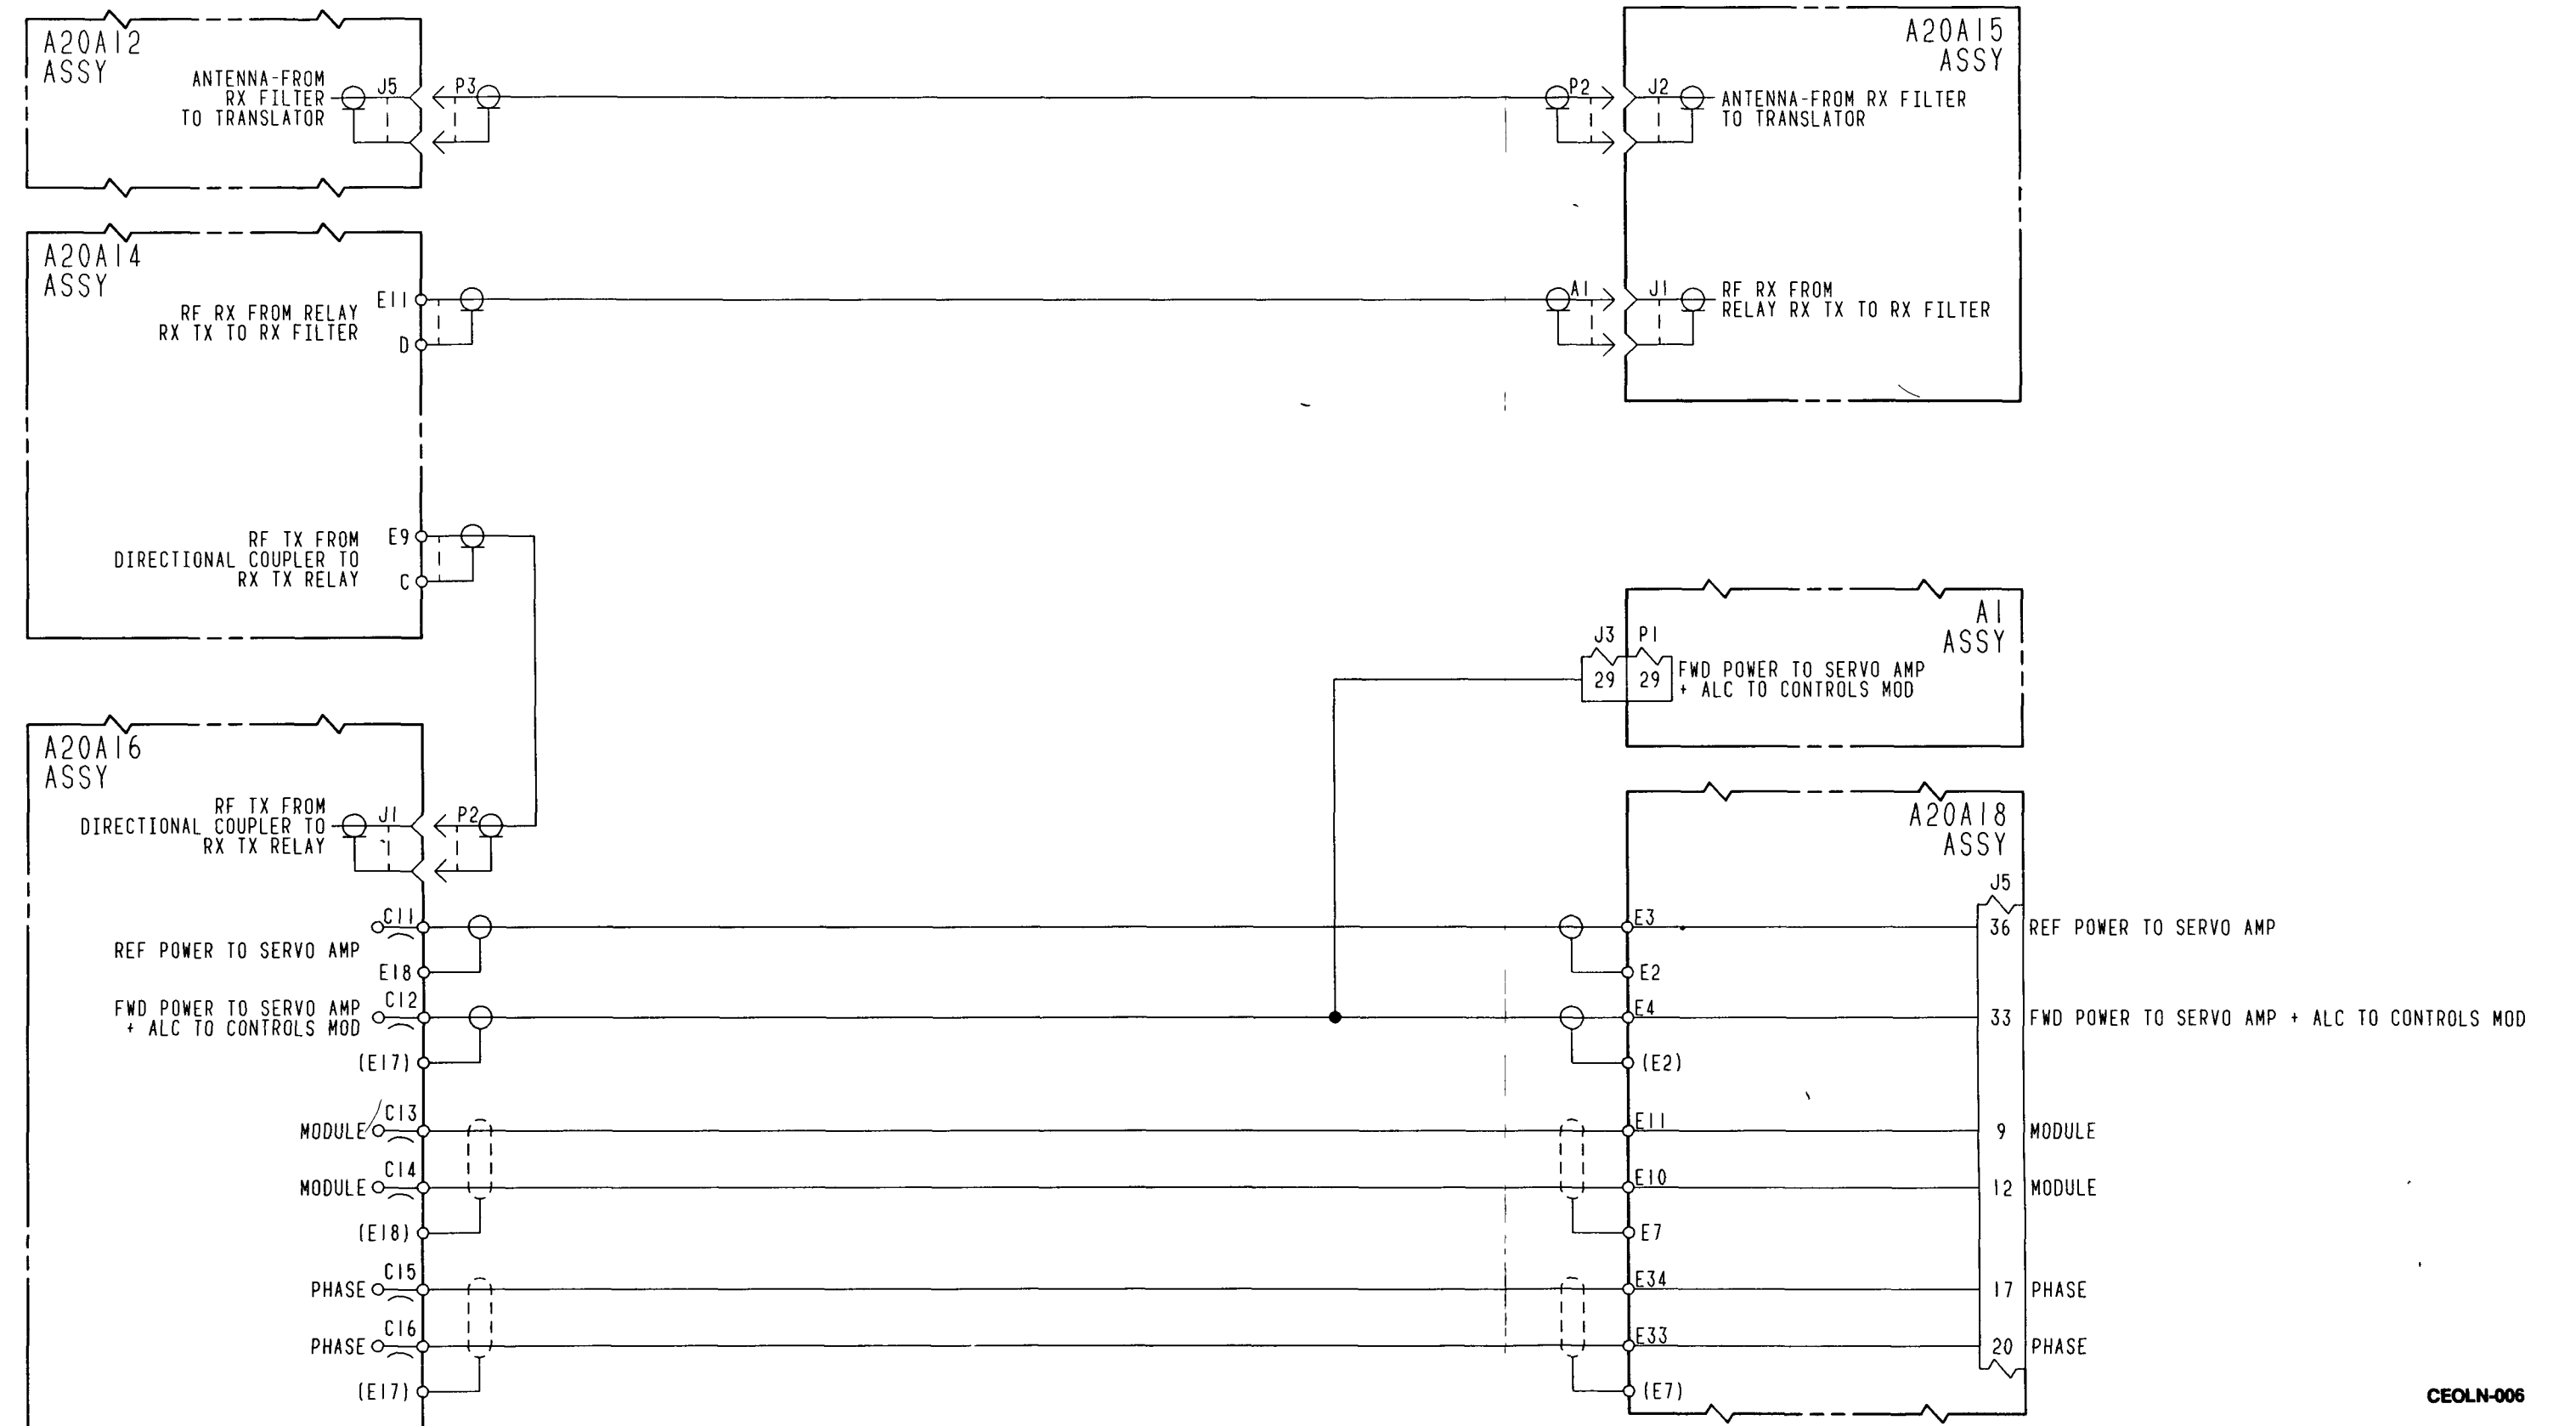 A20A12
ASSY
ANTENNA-FROM
RX FILTER
TO TRANSLATOR
J5
P3
P2
J2
A20A15
ASSY
ANTENNA-FROM RX FILTER
TO TRANSLATOR
A20A14
ASSY
RF RX FROM RELAY
RX TX TO RX FILTER
E11
D
A1
J1
RF RX FROM
RELAY RX TX TO RX FILTER
RF TX FROM
DIRECTIONAL COUPLER TO
RX TX RELAY
E9
C
A1
ASSY
J3
P1
29
29
FWD POWER TO SERVO AMP
+ ALC TO CONTROLS MOD
A20A16
ASSY
RF TX FROM
DIRECTIONAL COUPLER TO
RX TX RELAY
J1
P2
A20A18
ASSY
J5
C11
REF POWER TO SERVO AMP
E18
E3
E2
36
REF POWER TO SERVO AMP
C12
FWD POWER TO SERVO AMP
+ ALC TO CONTROLS MOD
(E17)
E4
(E2)
33
FWD POWER TO SERVO AMP + ALC TO CONTROLS MOD
C13
MODULE
E11
9
MODULE
C14
MODULE
E10
12
MODULE
(E18)
E7
C15
PHASE
E34
17
PHASE
C16
PHASE
E33
20
PHASE
(E17)
(E7)
CEOLN-006